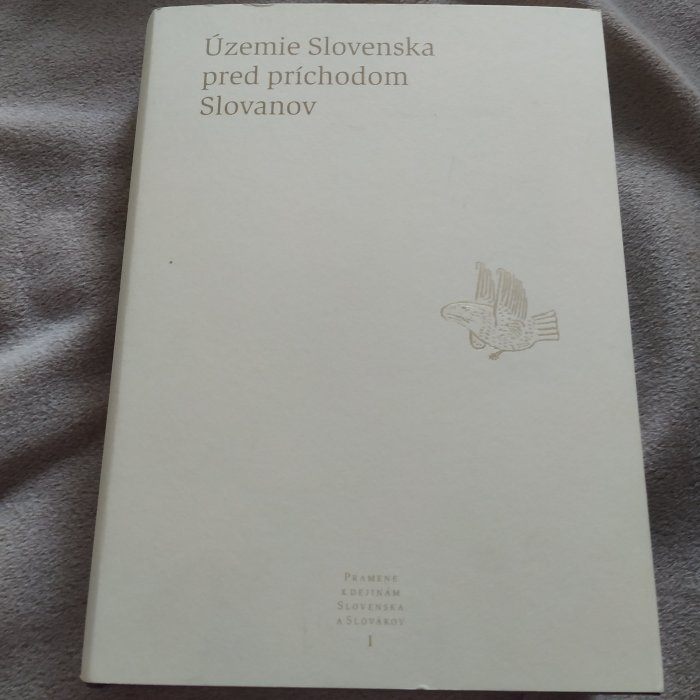 Územie Slovenska
pred príchodom
Slovanov
PRAMENE
K DEJINÁM
SLOVENSKA
A SLOVÁKOV
I